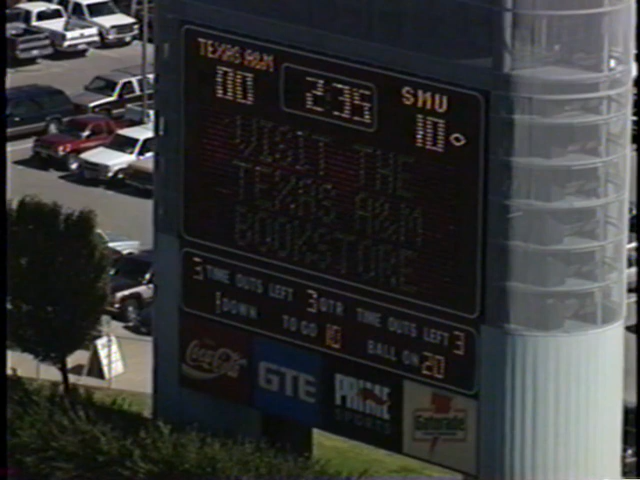 TEXAS A&M 2:35 SMU
00 10
VISIT THE
TEXAS A&M
BOOKSTORE
3 TIME OUTS LEFT 3 QTR TIME OUTS LEFT 3
1 DOWN TO GO 10 BALL ON 20
Coca-Cola GTE PRIME SPORTS Gatorade